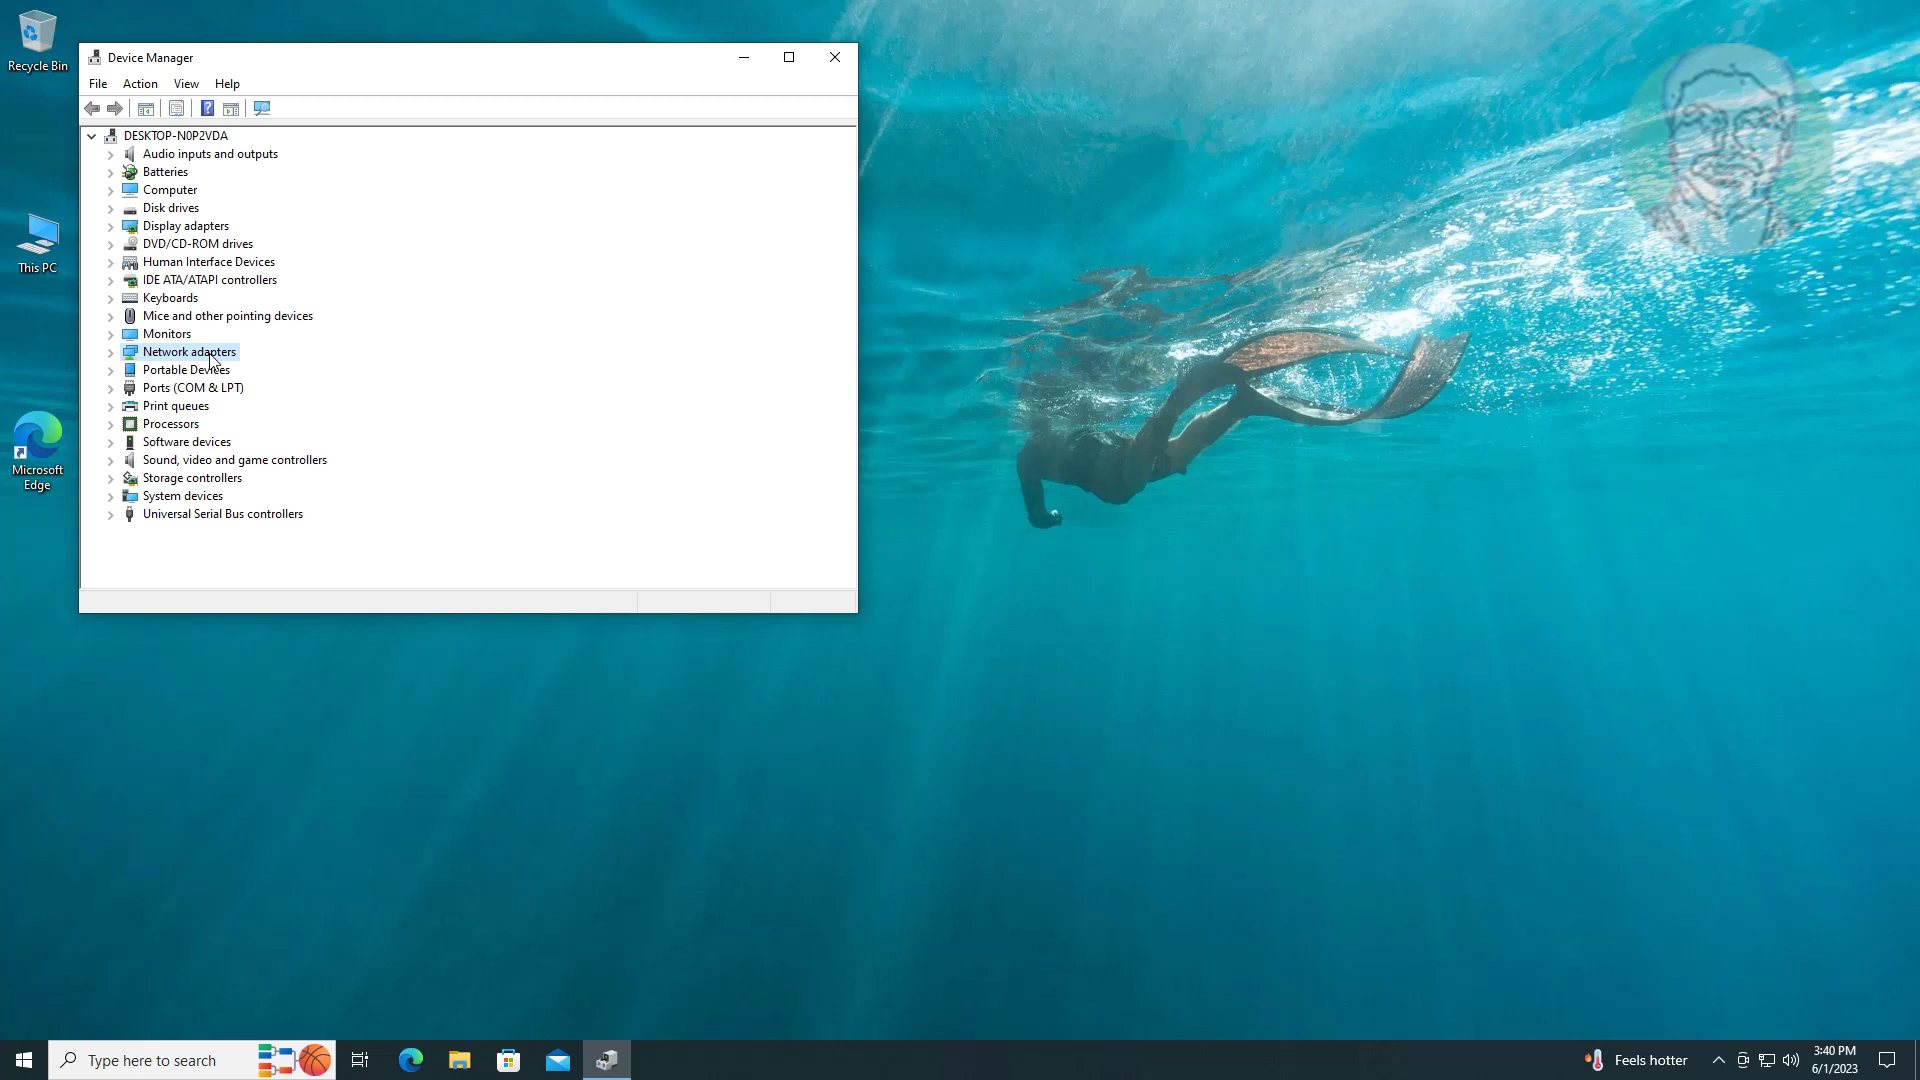 Recycle Bin
This PC
Microsoft
Edge
Device Manager
File Action View Help
DESKTOP-N0P2VDA
Audio inputs and outputs
Batteries
Computer
Disk drives
Display adapters
DVD/CD-ROM drives
Human Interface Devices
IDE ATA/ATAPI controllers
Keyboards
Mice and other pointing devices
Monitors
Network adapters
Portable Devices
Ports (COM & LPT)
Print queues
Processors
Software devices
Sound, video and game controllers
Storage controllers
System devices
Universal Serial Bus controllers
Type here to search
Feels hotter
3:40 PM
6/1/2023